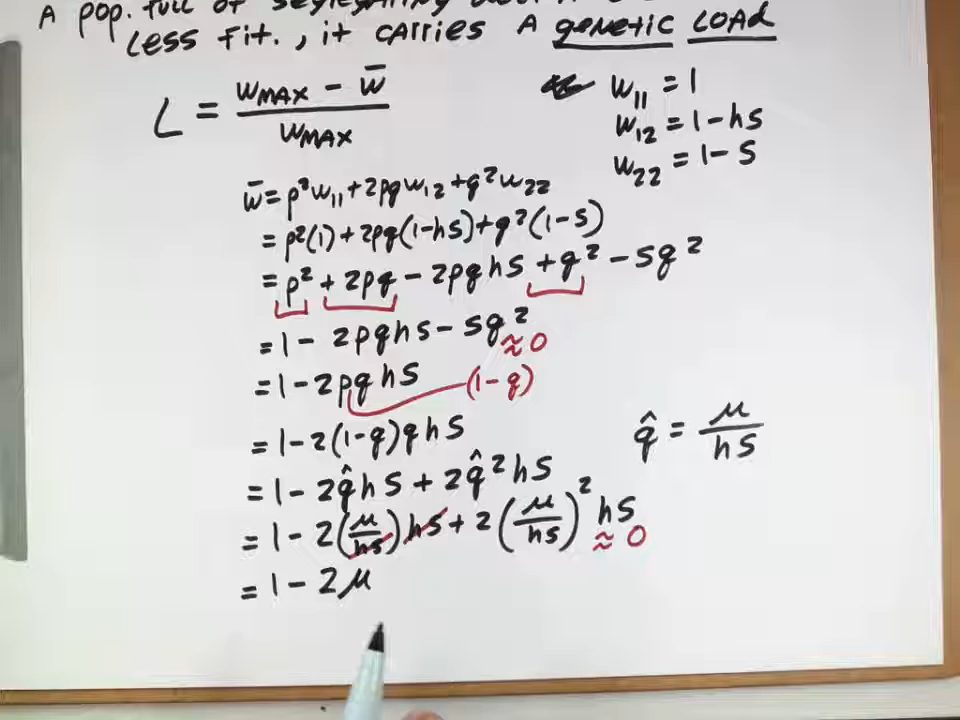 A pop. full of
less fit., it carries A genetic LOAD
L = (wMAX − w̄) / wMAX
w11 = 1
w12 = 1−hs
w22 = 1−s
w̄ = p²w11+2pqw12+q²w22
= p²(1)+2pq(1−hs)+q²(1−s)
= p²+2pq−2pqhs+q²−sq²
= 1−2pqhs−sq² ≈0
= 1−2pqhs (1−q)
= 1−2(1−q)qhs
q̂ = μ/hs
= 1−2q̂hs+2q̂²hs
= 1−2(μ/hs)hs+2(μ/hs)²hs ≈0
= 1−2μ